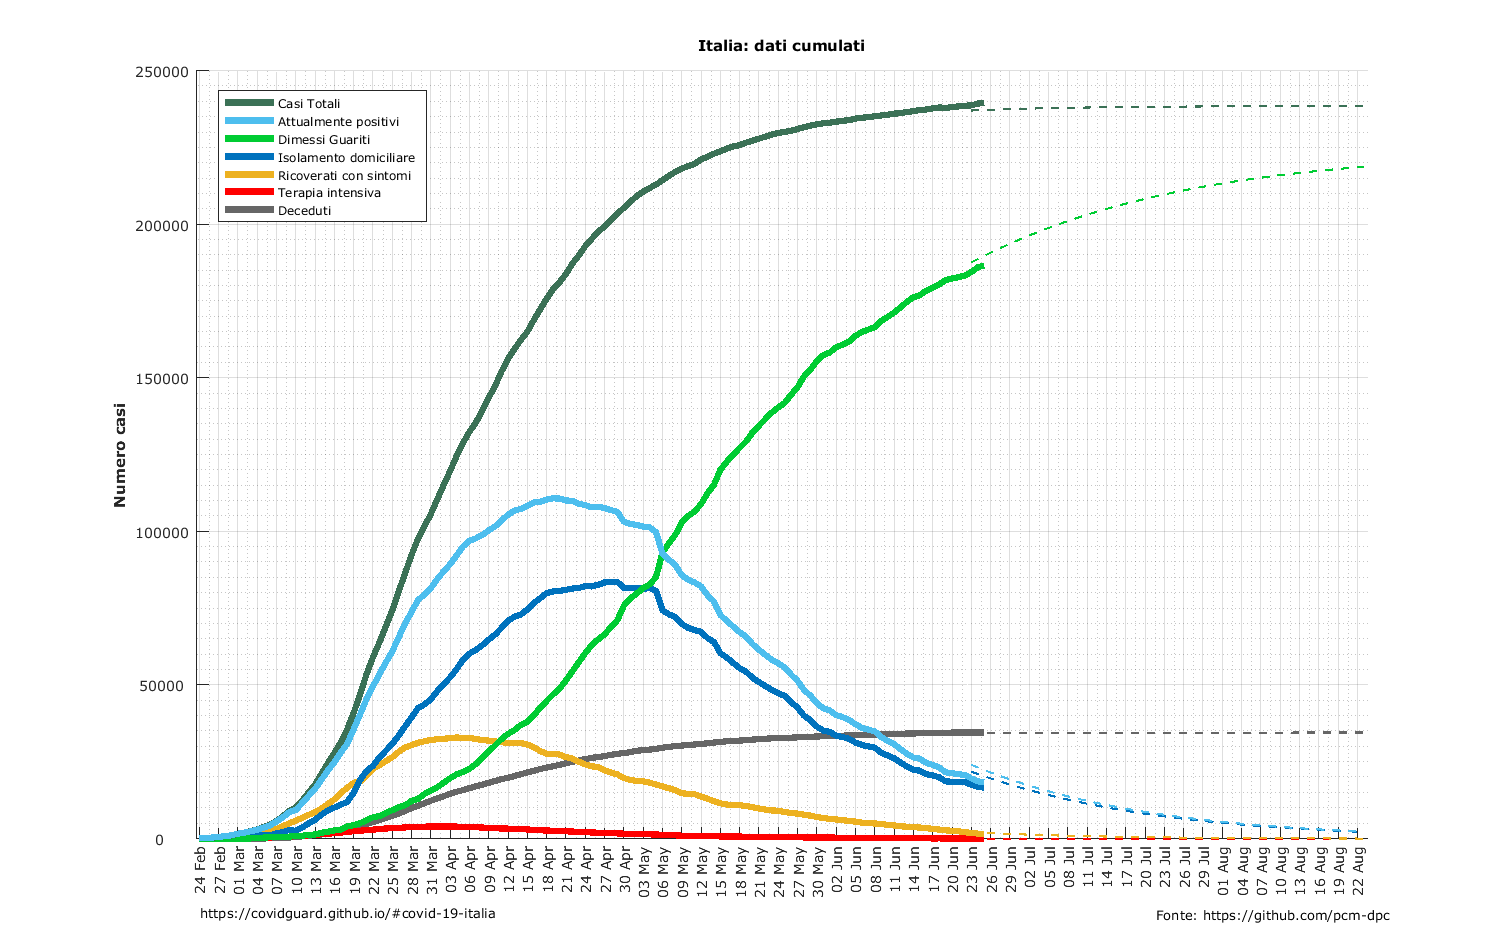 Italia: dati cumulati
250000
200000
150000
100000
50000
0
Numero casi
Casi Totali
Attualmente positivi
Dimessi Guariti
Isolamento domiciliare
Ricoverati con sintomi
Terapia intensiva
Deceduti
24 Feb
27 Feb
01 Mar
04 Mar
07 Mar
10 Mar
13 Mar
16 Mar
19 Mar
22 Mar
25 Mar
28 Mar
31 Mar
03 Apr
06 Apr
09 Apr
12 Apr
15 Apr
18 Apr
21 Apr
24 Apr
27 Apr
30 Apr
03 May
06 May
09 May
12 May
15 May
18 May
21 May
24 May
27 May
30 May
02 Jun
05 Jun
08 Jun
11 Jun
14 Jun
17 Jun
20 Jun
23 Jun
26 Jun
29 Jun
02 Jul
05 Jul
08 Jul
11 Jul
14 Jul
17 Jul
20 Jul
23 Jul
26 Jul
29 Jul
01 Aug
04 Aug
07 Aug
10 Aug
13 Aug
16 Aug
19 Aug
22 Aug
https://covidguard.github.io/#covid-19-italia
Fonte: https://github.com/pcm-dpc